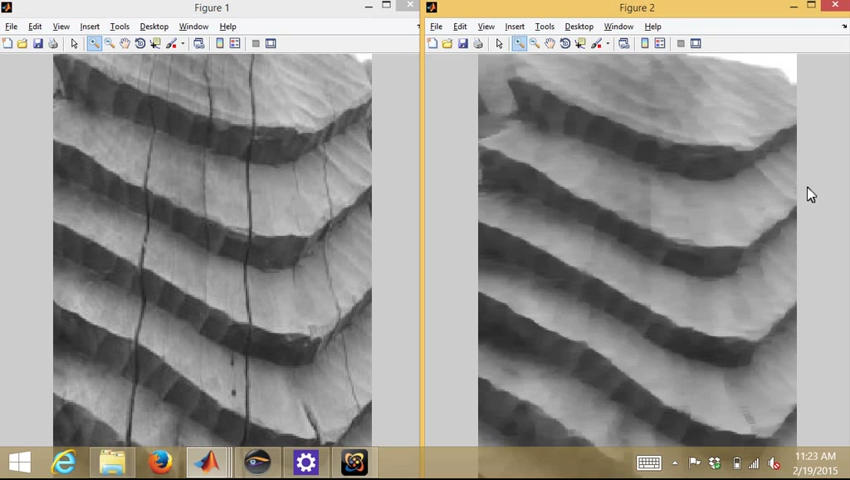 Figure 1
File Edit View Insert Tools Desktop Window Help
Figure 2
File Edit View Insert Tools Desktop Window Help
11:23 AM
2/19/2015